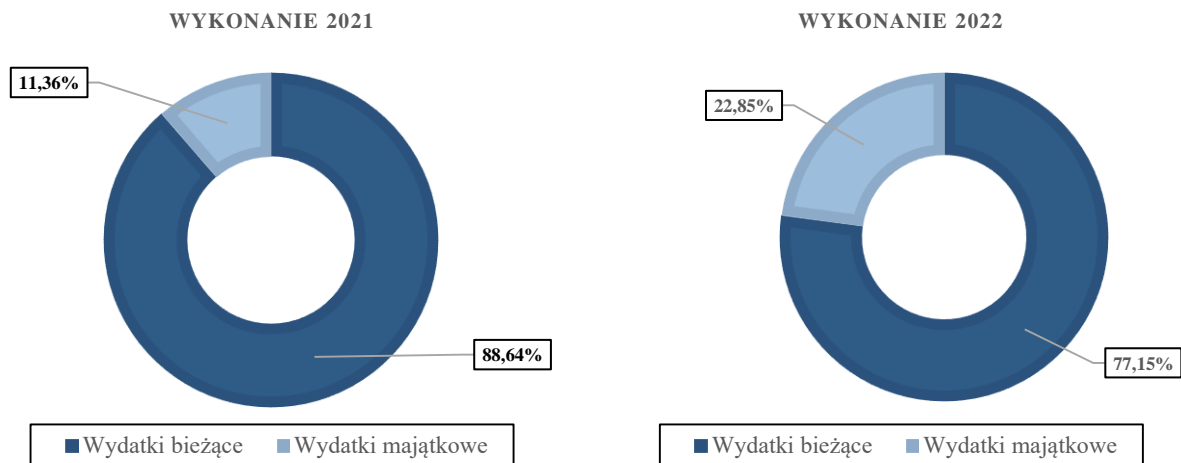 WYKONANIE 2021
11,36%
88,64%
Wydatki bieżące Wydatki majątkowe
WYKONANIE 2022
22,85%
77,15%
Wydatki bieżące Wydatki majątkowe